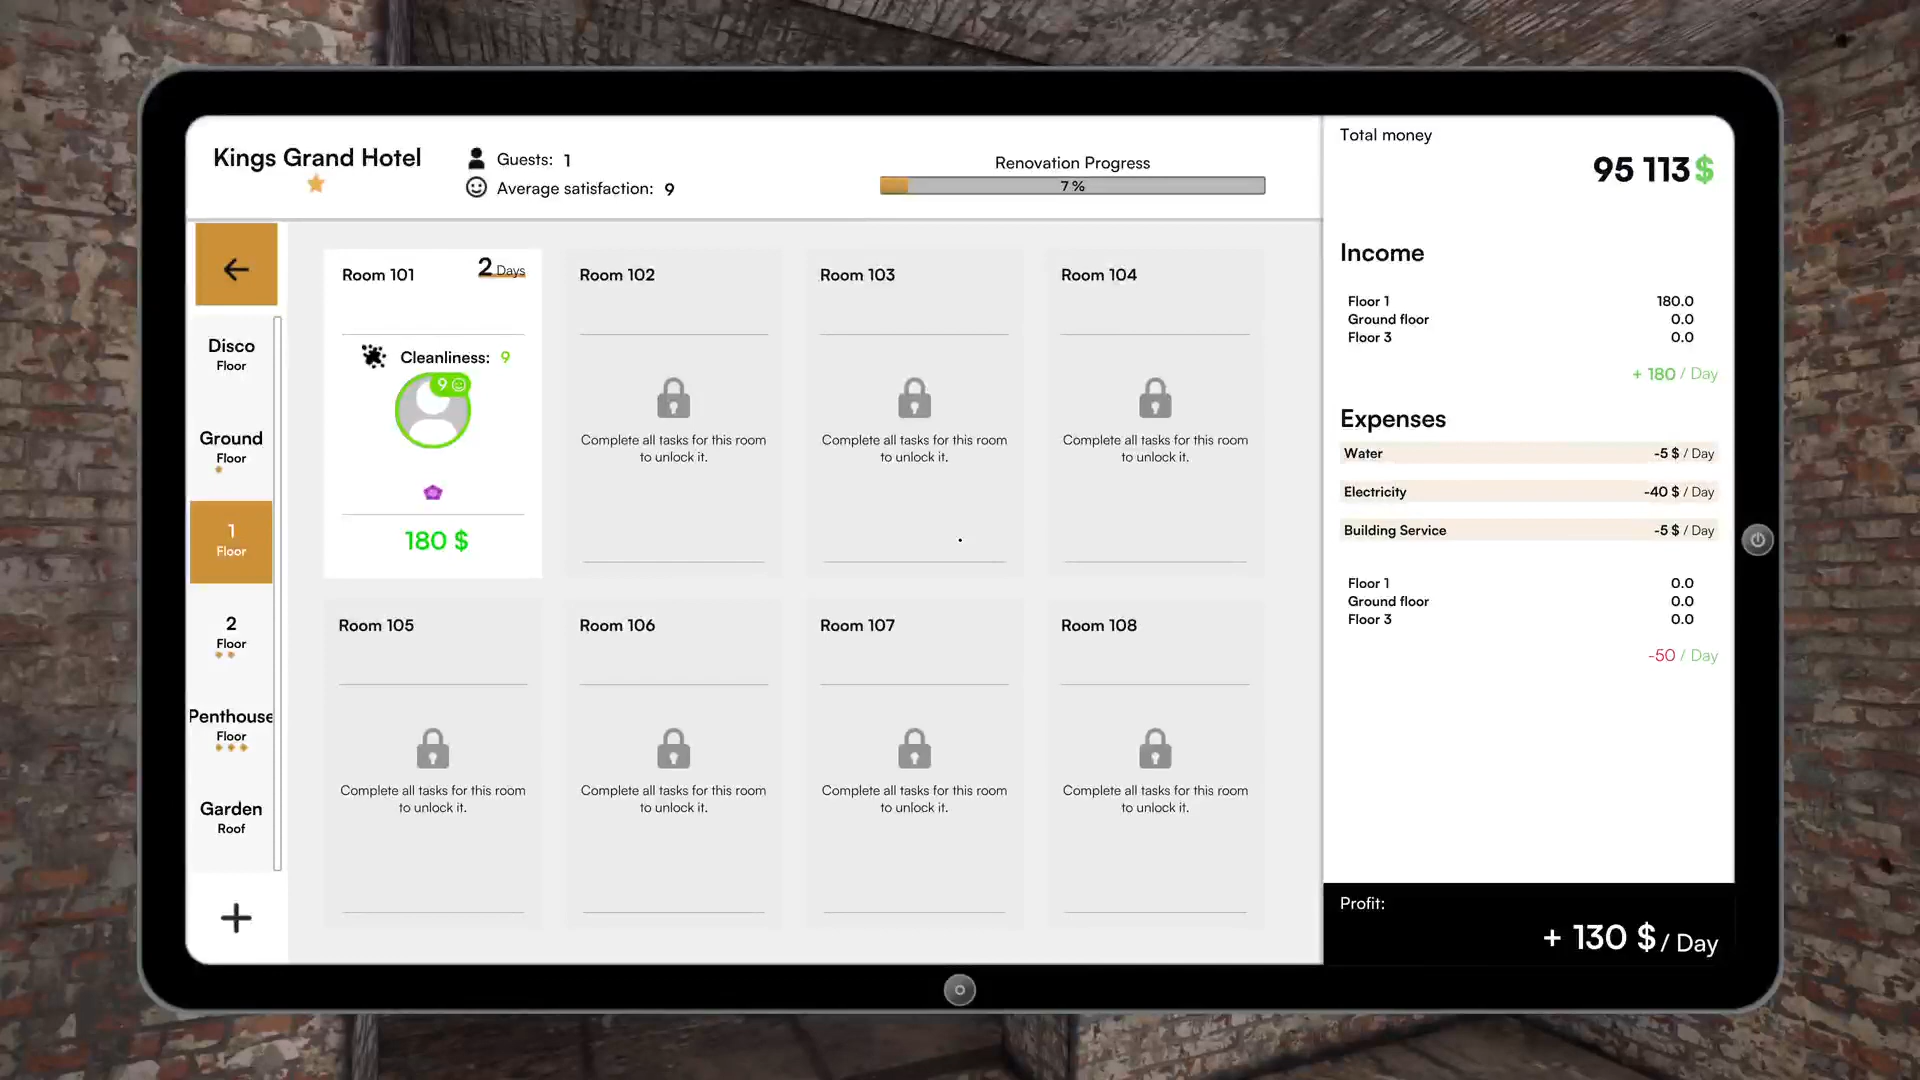 Kings Grand Hotel
Guests: 1
Average satisfaction: 9
Renovation Progress
7 %
Total money
95 113 $
Disco
Floor
Ground
Floor
1
Floor
2
Floor
Penthouse
Floor
Garden
Roof
+
Room 101
2 Days
Cleanliness: 9
9
180 $
Room 102
Complete all tasks for this room
to unlock it.
Room 103
Complete all tasks for this room
to unlock it.
Room 104
Complete all tasks for this room
to unlock it.
Room 105
Complete all tasks for this room
to unlock it.
Room 106
Complete all tasks for this room
to unlock it.
Room 107
Complete all tasks for this room
to unlock it.
Room 108
Complete all tasks for this room
to unlock it.
Income
Floor 1 180.0
Ground floor 0.0
Floor 3 0.0
+ 180 / Day
Expenses
Water -5 $ / Day
Electricity -40 $ / Day
Building Service -5 $ / Day
Floor 1 0.0
Ground floor 0.0
Floor 3 0.0
-50 / Day
Profit:
+ 130 $ / Day